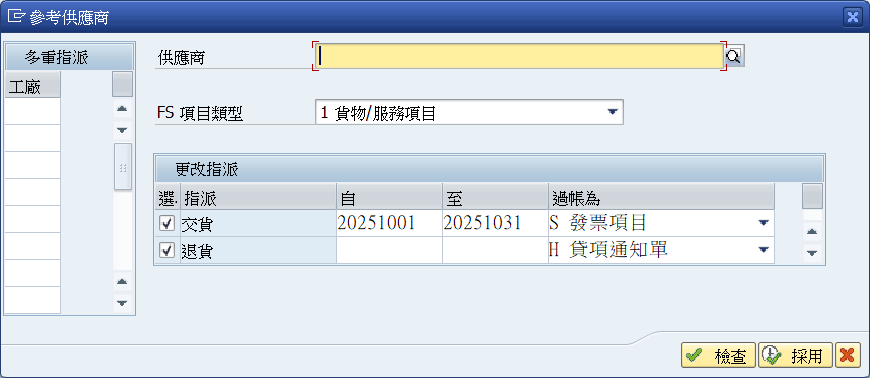 參考供應商
多重指派
工廠
供應商
FS 項目類型 1 貨物/服務項目
更改指派
選. 指派 自 至 過帳為
交貨 20251001 20251031 S 發票項目
退貨 H 貸項通知單
檢查 採用